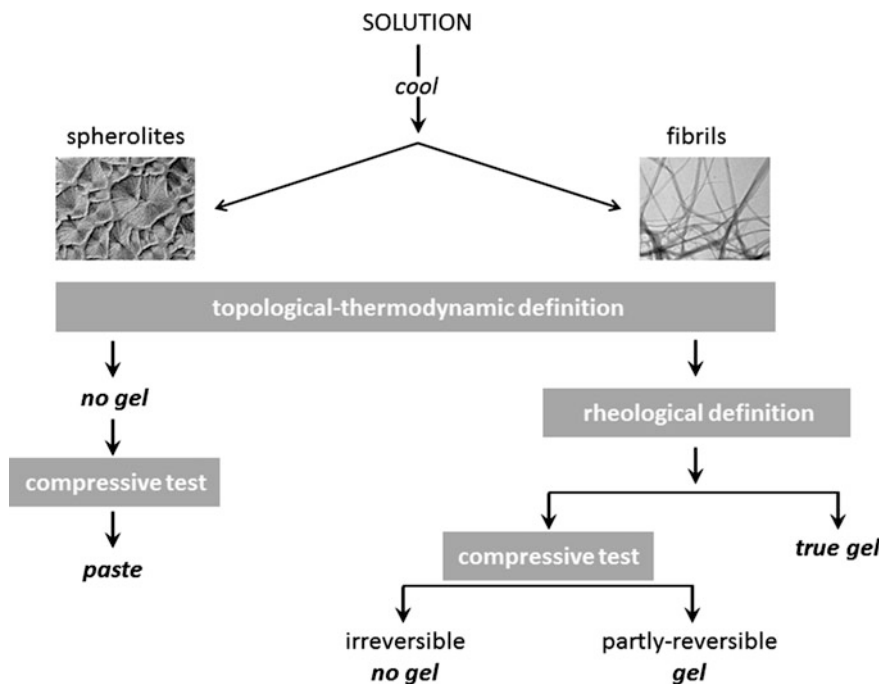 SOLUTION
cool
spherolites
fibrils
topological-thermodynamic definition
no gel
rheological definition
compressive test
compressive test
true gel
paste
irreversible
no gel
partly-reversible
gel